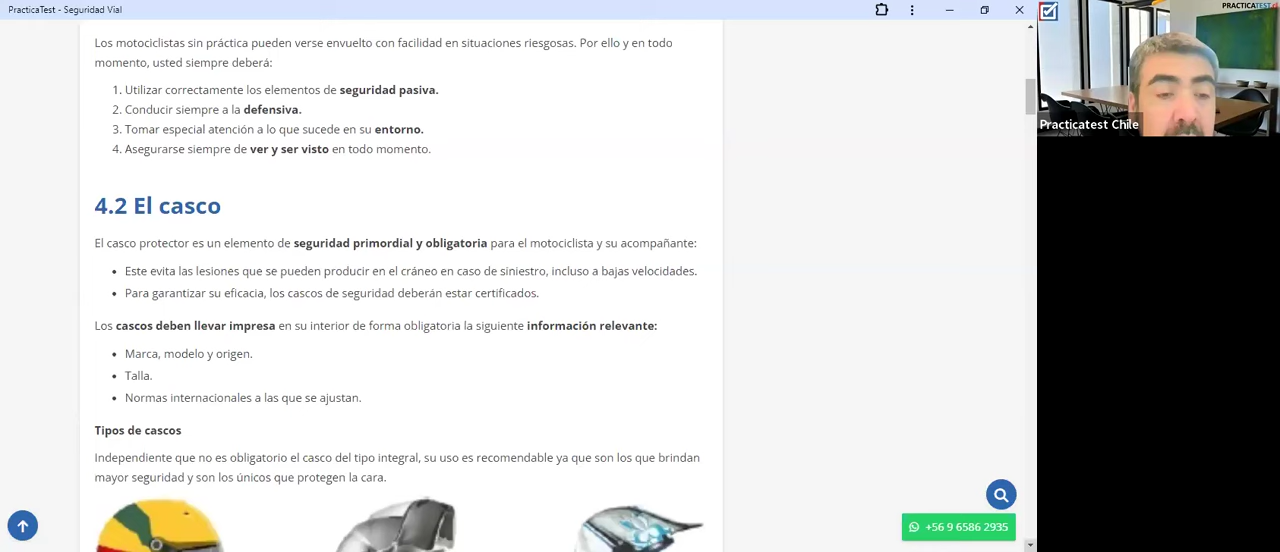 PracticaTest - Seguridad Vial
PRACTICATEST.cl
Los motociclistas sin práctica pueden verse envuelto con facilidad en situaciones riesgosas. Por ello y en todo
momento, usted siempre deberá:
1. Utilizar correctamente los elementos de seguridad pasiva.
2. Conducir siempre a la defensiva.
3. Tomar especial atención a lo que sucede en su entorno.
4. Asegurarse siempre de ver y ser visto en todo momento.
Practicatest Chile
4.2 El casco
El casco protector es un elemento de seguridad primordial y obligatoria para el motociclista y su acompañante:
• Este evita las lesiones que se pueden producir en el cráneo en caso de siniestro, incluso a bajas velocidades.
• Para garantizar su eficacia, los cascos de seguridad deberán estar certificados.
Los cascos deben llevar impresa en su interior de forma obligatoria la siguiente información relevante:
• Marca, modelo y origen.
• Talla.
• Normas internacionales a las que se ajustan.
Tipos de cascos
Independiente que no es obligatorio el casco del tipo integral, su uso es recomendable ya que son los que brindan
mayor seguridad y son los únicos que protegen la cara.
+56 9 6586 2935